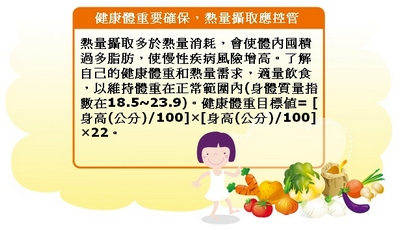 健康體重要確保，熱量攝取應控管
熱量攝取多於熱量消耗，會使體內囤積
過多脂肪，使慢性疾病風險增高。了解
自己的健康體重和熱量需求，適量飲食
，以維持體重在正常範圍內(身體質量指
數在18.5~23.9)。健康體重目標值= [
身高(公分)/100]×[身高(公分)/100]
×22。